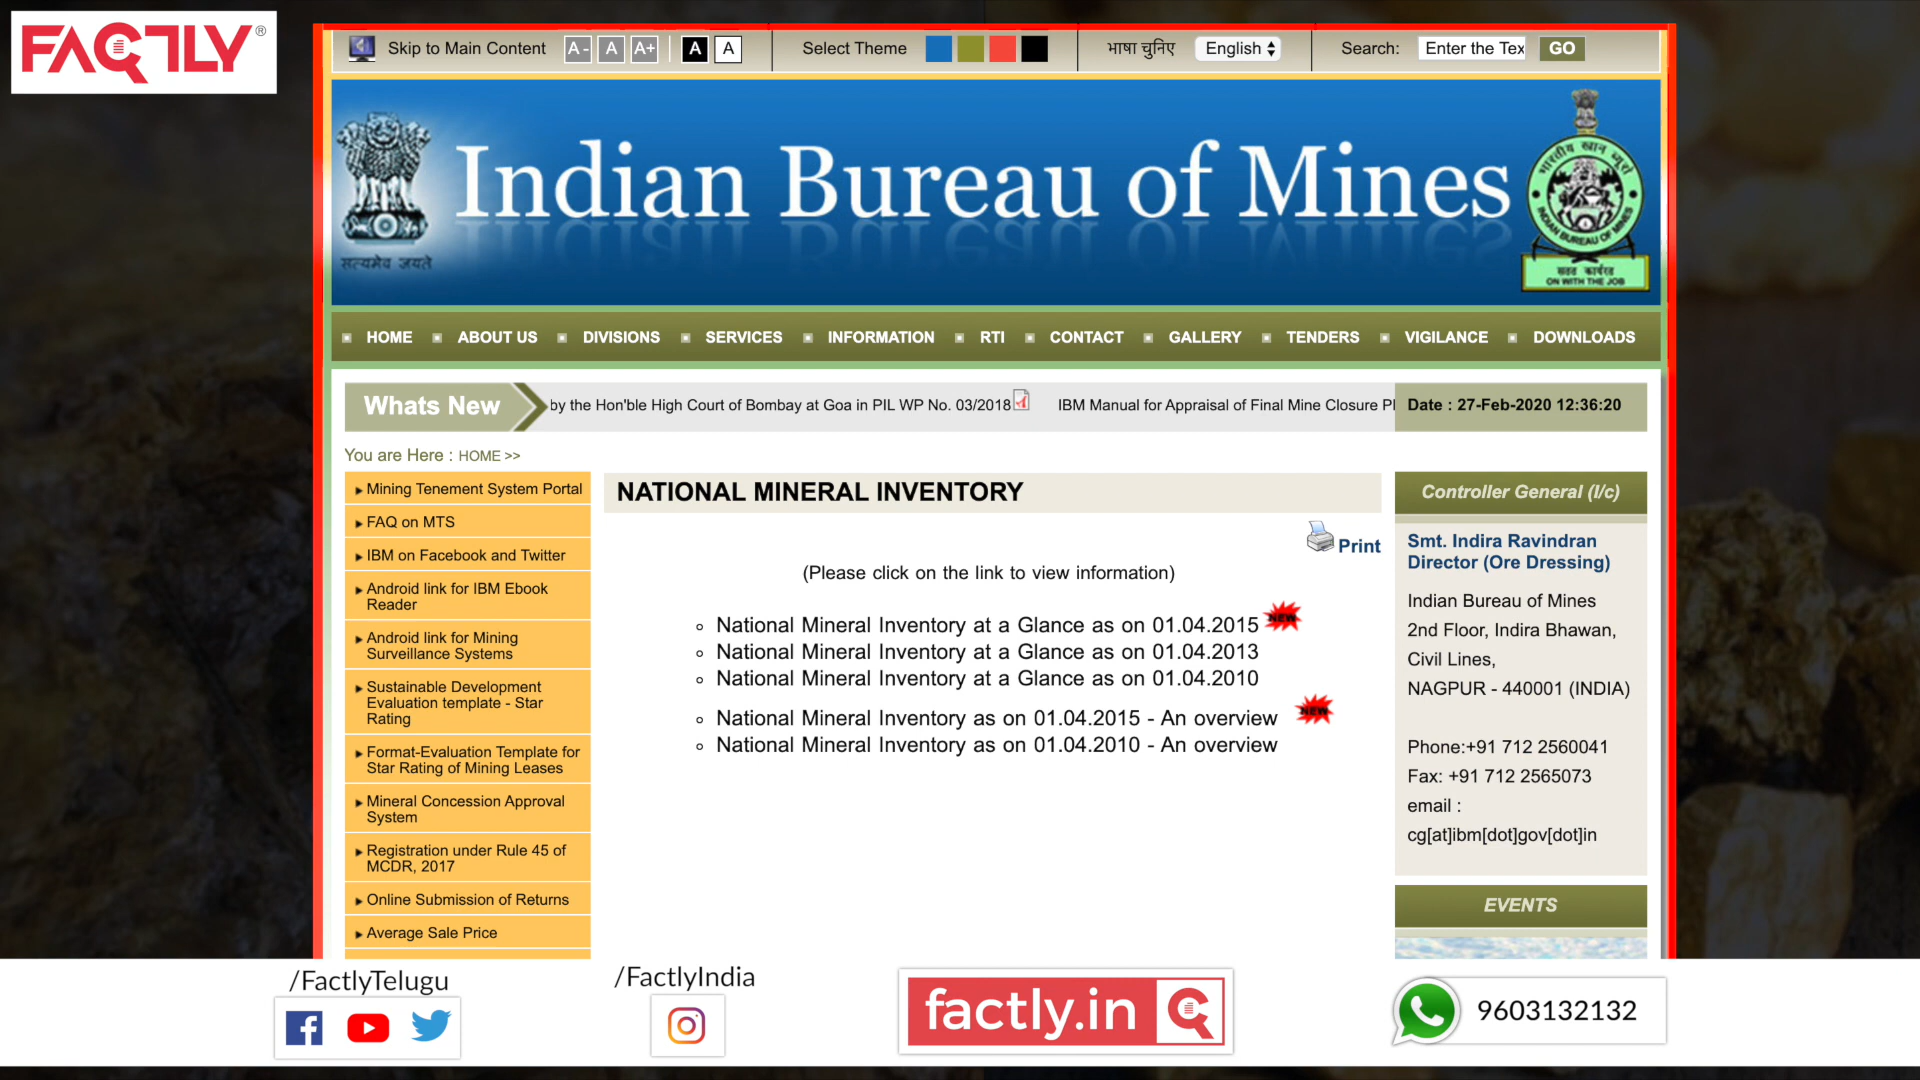 FACTLY®
Skip to Main Content A- A A+ A A Select Theme भाषा चुनिए English Search: Enter the Tex GO
Indian Bureau of Mines
सत्यमेव जयते
भारतीय खान ब्यूरो
INDIAN BUREAU OF MINES
सतत कार्यरत
ON WITH THE JOB
HOME ABOUT US DIVISIONS SERVICES INFORMATION RTI CONTACT GALLERY TENDERS VIGILANCE DOWNLOADS
Whats New by the Hon'ble High Court of Bombay at Goa in PIL WP No. 03/2018 IBM Manual for Appraisal of Final Mine Closure Pl Date : 27-Feb-2020 12:36:20
You are Here : HOME >>
Mining Tenement System Portal
FAQ on MTS
IBM on Facebook and Twitter
Android link for IBM Ebook
Reader
Android link for Mining
Surveillance Systems
Sustainable Development
Evaluation template - Star
Rating
Format-Evaluation Template for
Star Rating of Mining Leases
Mineral Concession Approval
System
Registration under Rule 45 of
MCDR, 2017
Online Submission of Returns
Average Sale Price
NATIONAL MINERAL INVENTORY
Print
(Please click on the link to view information)
National Mineral Inventory at a Glance as on 01.04.2015 NEW
National Mineral Inventory at a Glance as on 01.04.2013
National Mineral Inventory at a Glance as on 01.04.2010
National Mineral Inventory as on 01.04.2015 - An overview NEW
National Mineral Inventory as on 01.04.2010 - An overview
Controller General (I/c)
Smt. Indira Ravindran
Director (Ore Dressing)
Indian Bureau of Mines
2nd Floor, Indira Bhawan,
Civil Lines,
NAGPUR - 440001 (INDIA)
Phone:+91 712 2560041
Fax: +91 712 2565073
email :
cg[at]ibm[dot]gov[dot]in
EVENTS
/FactlyTelugu
/FactlyIndia
factly.in
9603132132